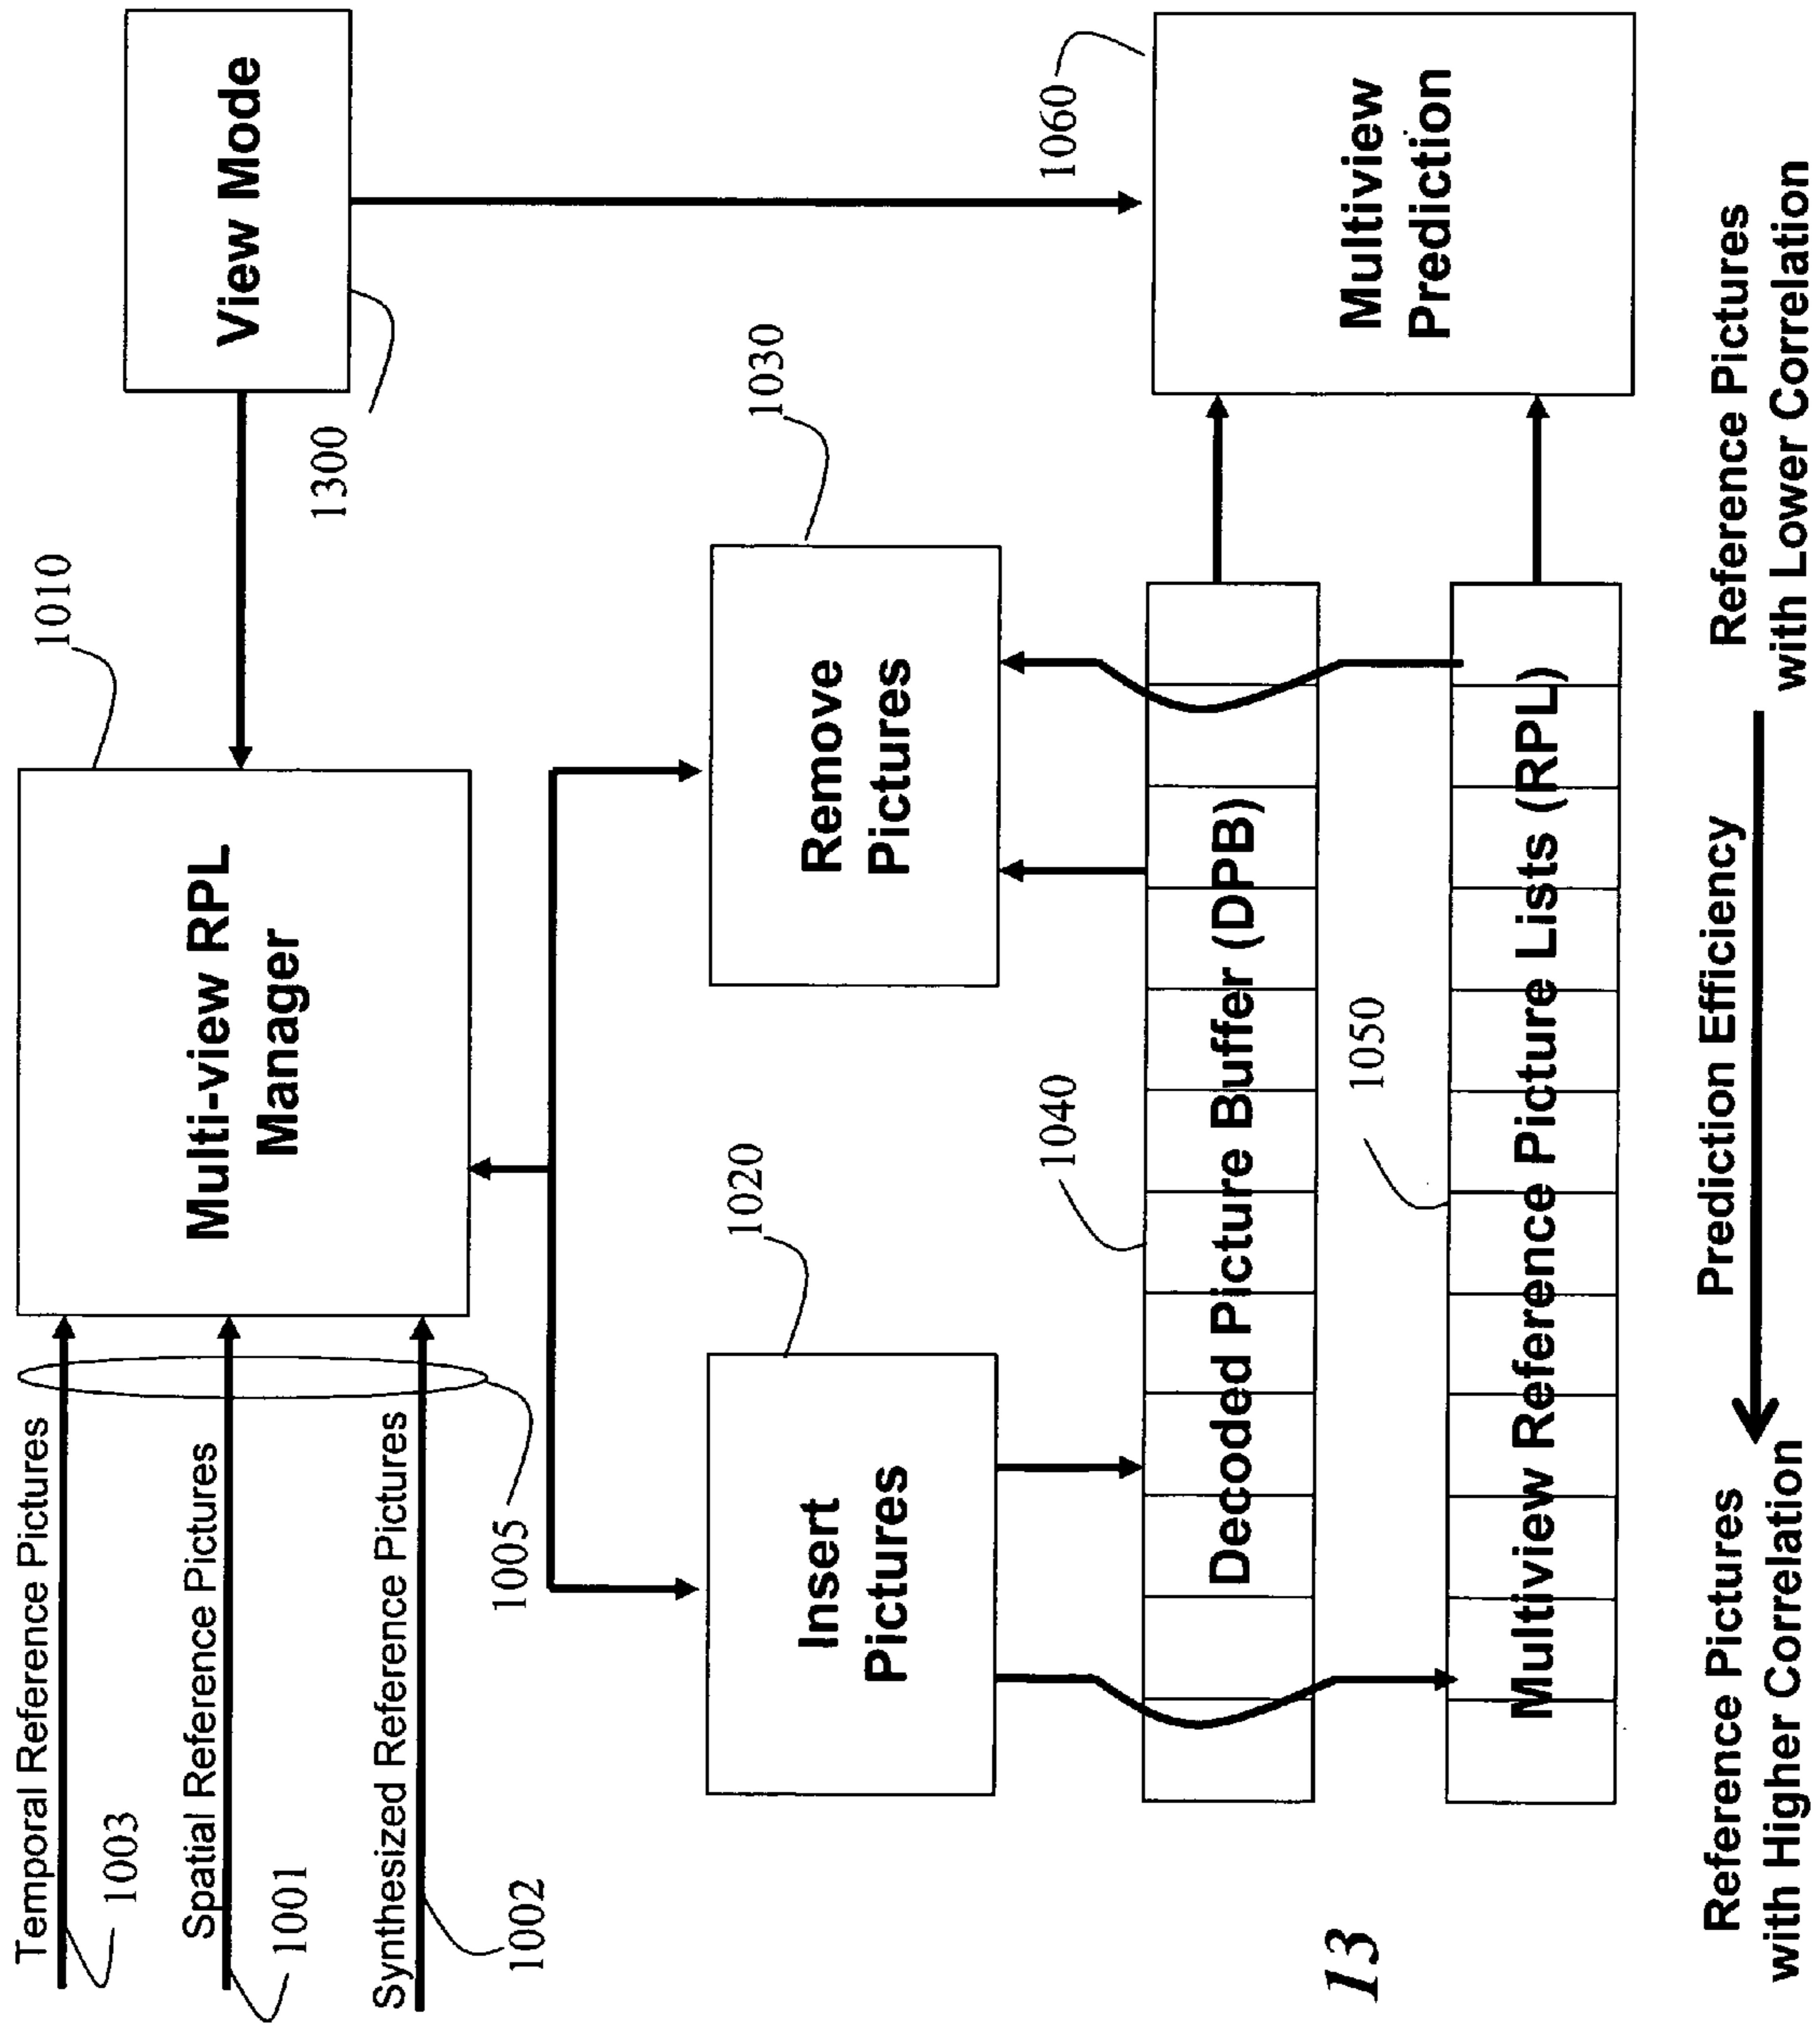 Temporal Reference Pictures
1003
Spatial Reference Pictures
1001
Synthesized Reference Pictures
1002
1005
Multi-view RPL
Manager
1010
View Mode
1300
Insert
Pictures
1020
Remove
Pictures
1030
1040
Decoded Picture Buffer (DPB)
1050
Multiview Reference Picture Lists (RPL)
Multiview
Prediction
1060
13
Reference Pictures
with Higher Correlation
Prediction Efficiency
Reference Pictures
with Lower Correlation